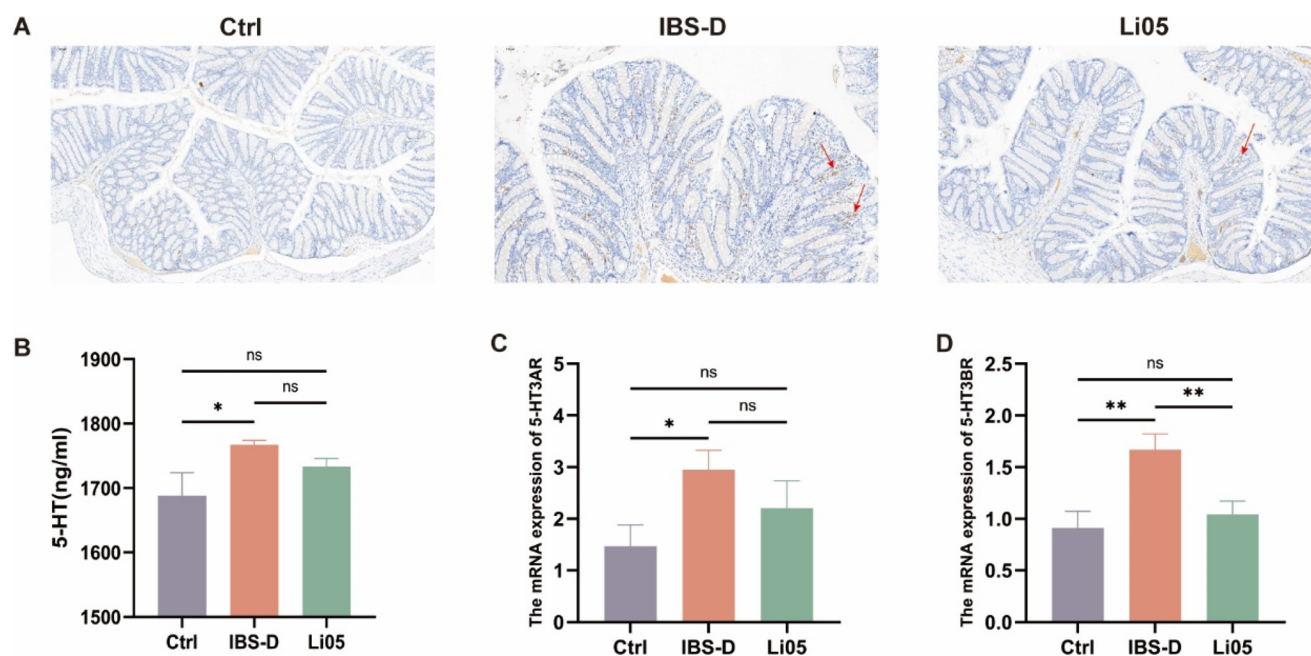 A
Ctrl
IBS-D
Li05
B
5-HT(ng/ml)
1900
1800
1700
1600
1500
ns
ns
*
Ctrl
IBS-D
Li05
C
The mRNA expression of 5-HT3AR
5
4
3
2
1
0
ns
ns
*
Ctrl
IBS-D
Li05
D
The mRNA expression of 5-HT3BR
2.5
2.0
1.5
1.0
0.5
0.0
ns
**
**
Ctrl
IBS-D
Li05